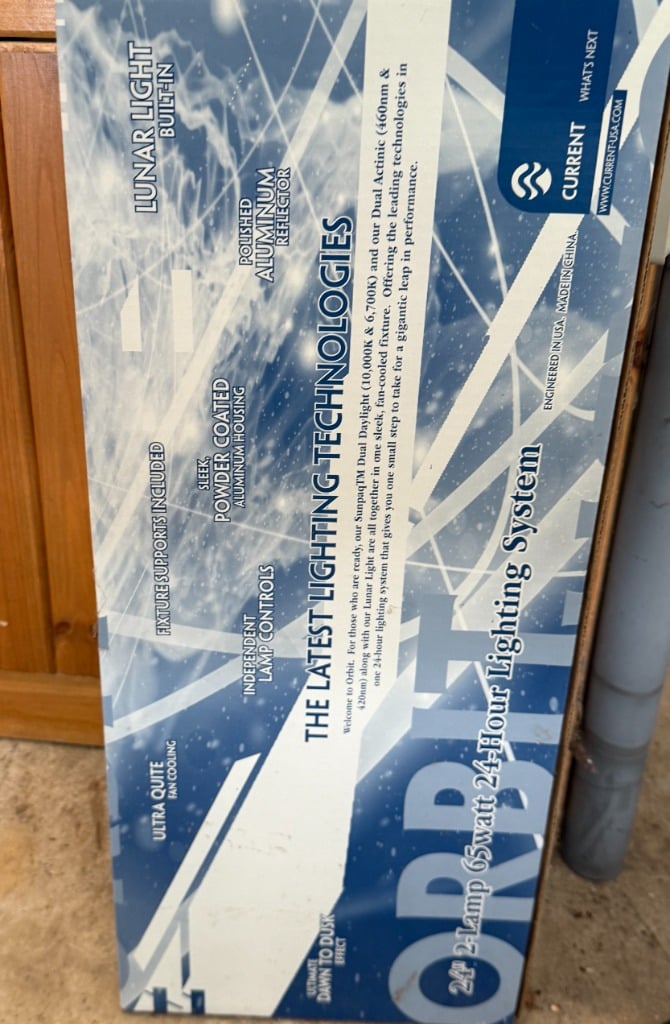 LUNAR LIGHT
BUILT-IN
POLISHED
ALUMINUM
REFLECTOR
FIXTURE SUPPORTS INCLUDED
SLEEK,
POWDER COATED
ALUMINUM HOUSING
INDEPENDENT
LAMP CONTROLS
ULTRA QUITE
FAN COOLING
ULTIMATE
DAWN TO DUSK
EFFECT
THE LATEST LIGHTING TECHNOLOGIES
Welcome to Orbit. For those who are ready, our SunpaqTM Dual Daylight (10,000K & 6,700K) and our Dual Actinic (460nm &
420nm) along with our Lunar Light are all together in one sleek, fan-cooled fixture. Offering the leading technologies in
one 24-hour lighting system that gives you one small step to take for a gigantic leap in performance.
ORBIT
24" 2-Lamp 65watt 24-Hour Lighting System
ENGINEERED IN USA. MADE IN CHINA.
CURRENT WHAT'S NEXT
WWW.CURRENT-USA.COM